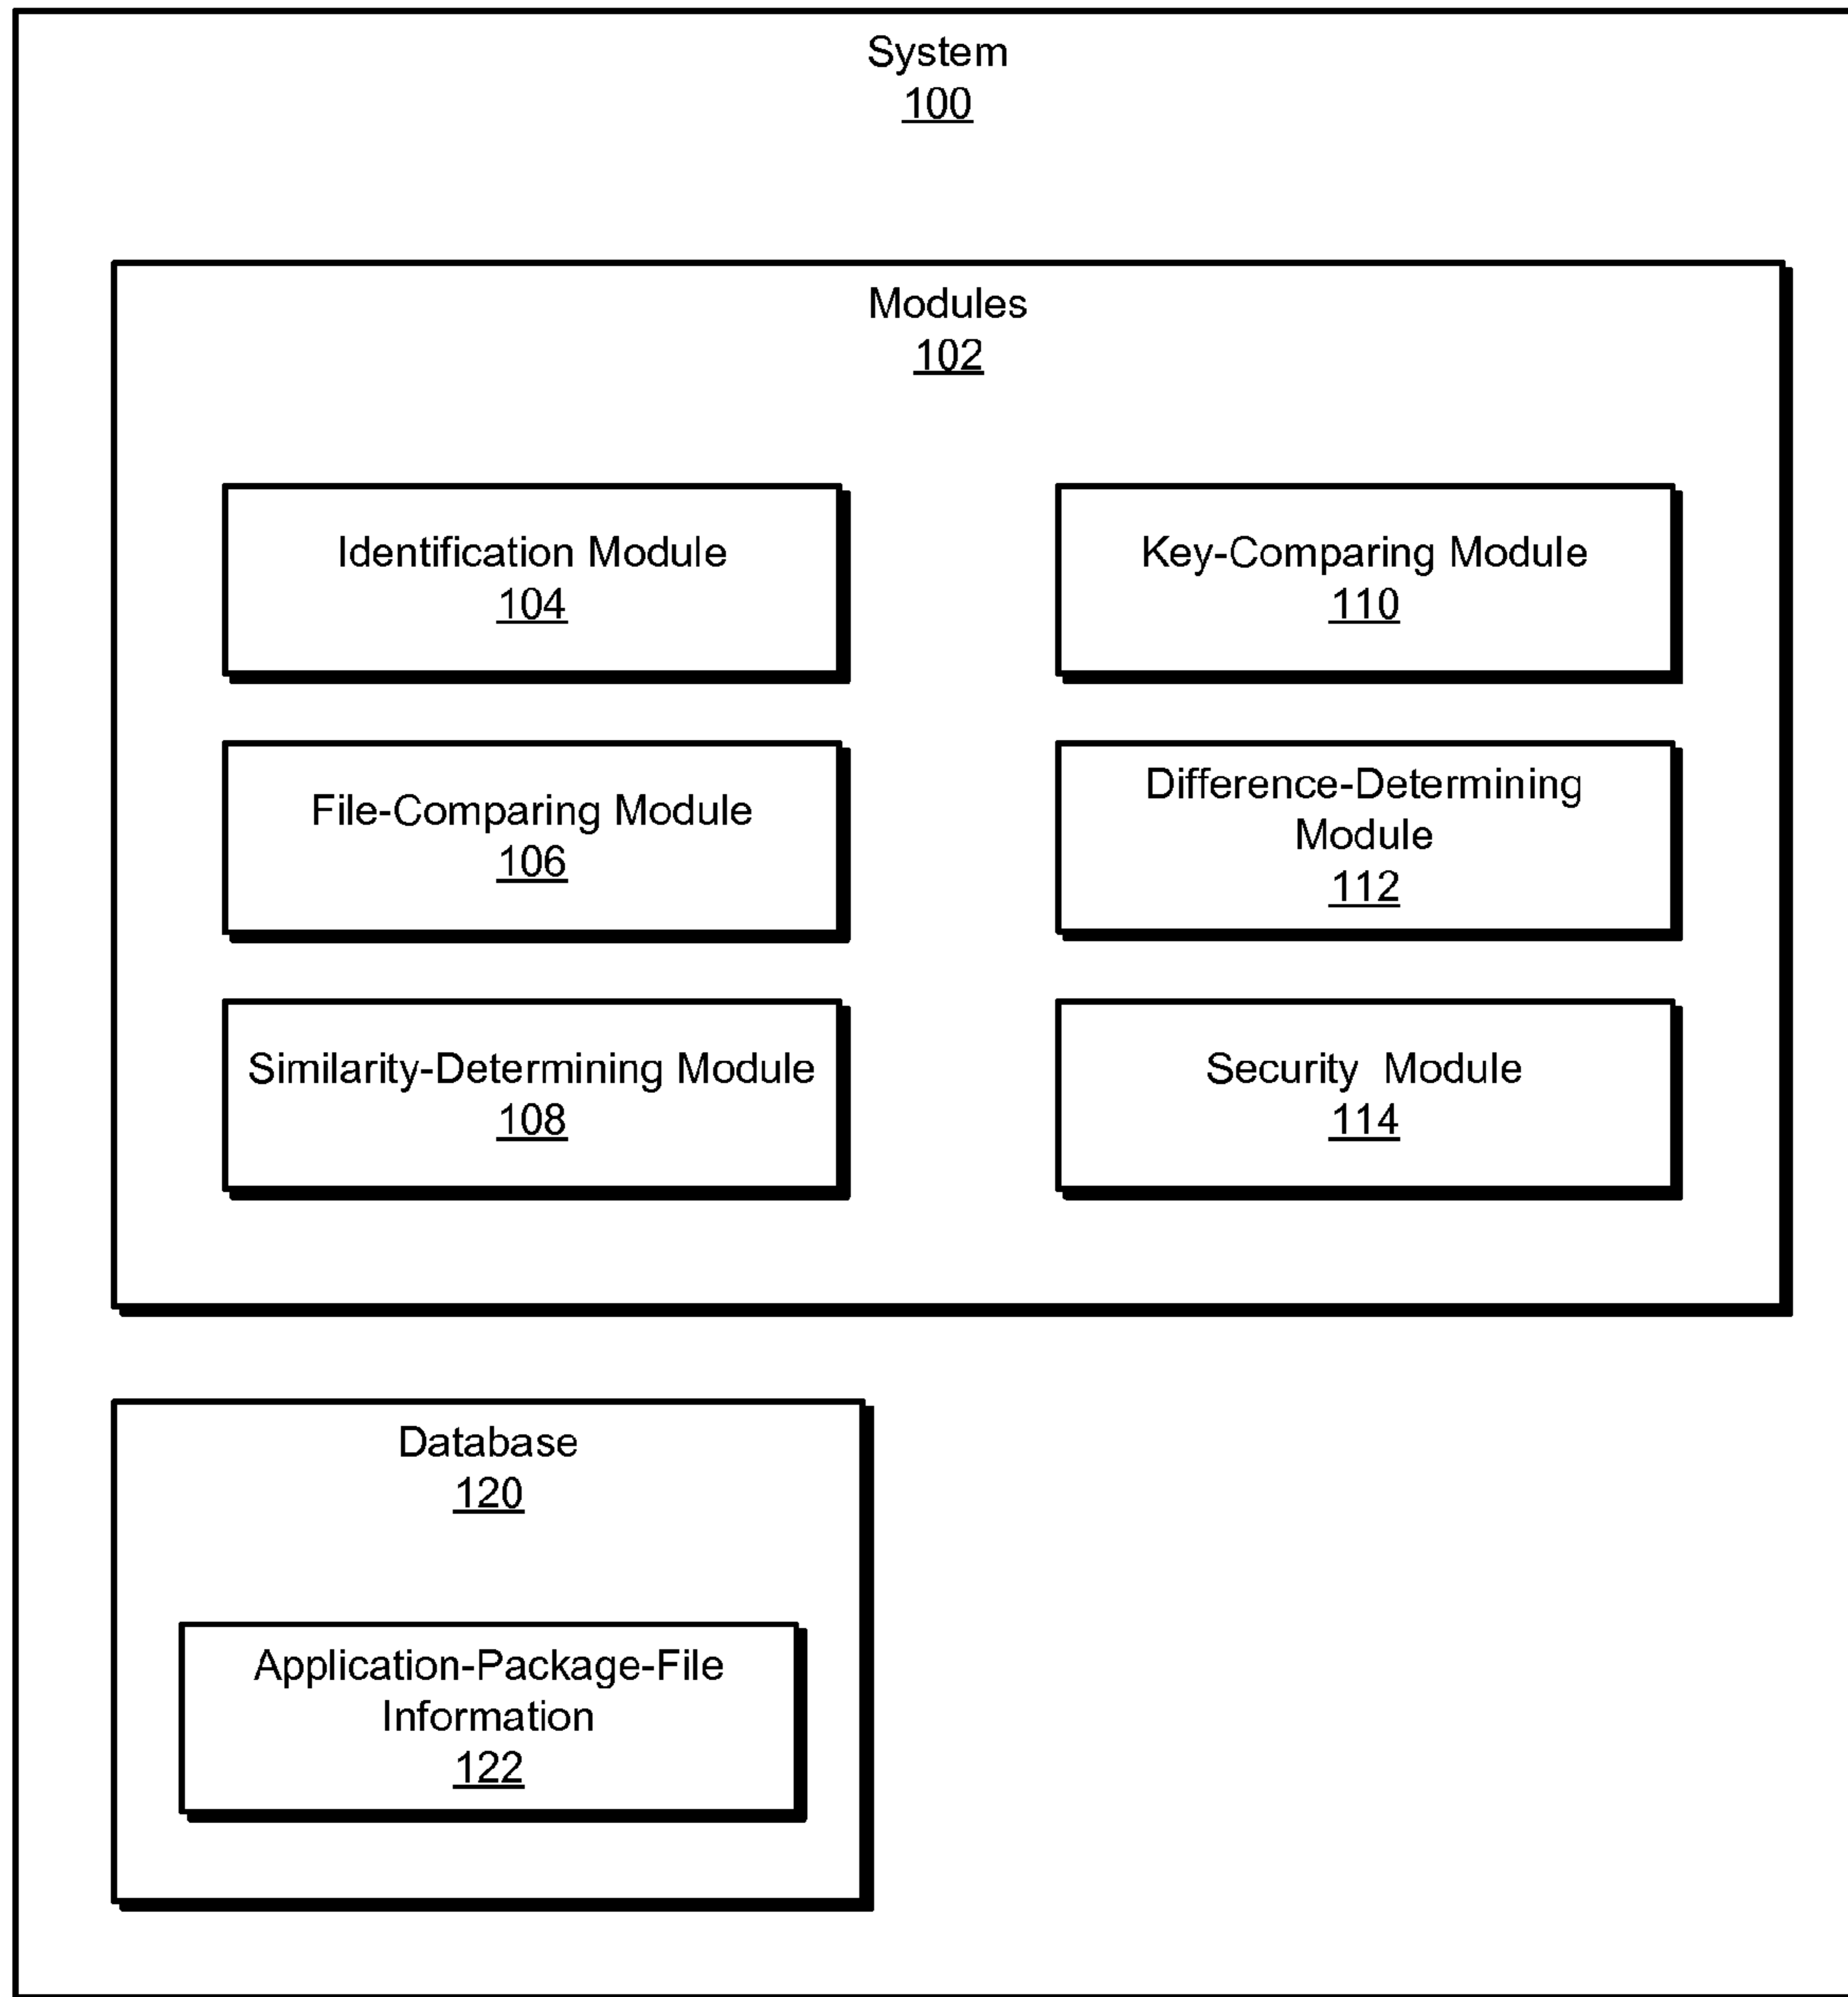 System
100
Modules
102
Identification Module
104
Key-Comparing Module
110
File-Comparing Module
106
Difference-Determining
Module
112
Similarity-Determining Module
108
Security Module
114
Database
120
Application-Package-File
Information
122